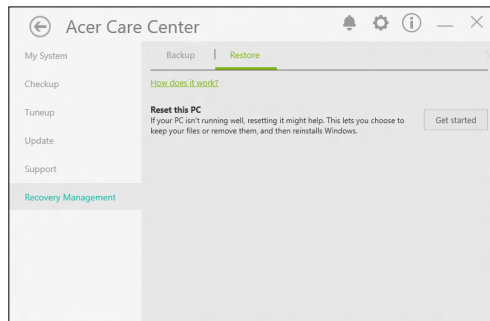 Acer Care Center
My System
Checkup
Tuneup
Update
Support
Recovery Management
Backup | Restore
How does it work?
Reset this PC
If your PC isn't running well, resetting it might help. This lets you choose to
keep your files or remove them, and then reinstalls Windows.
Get started